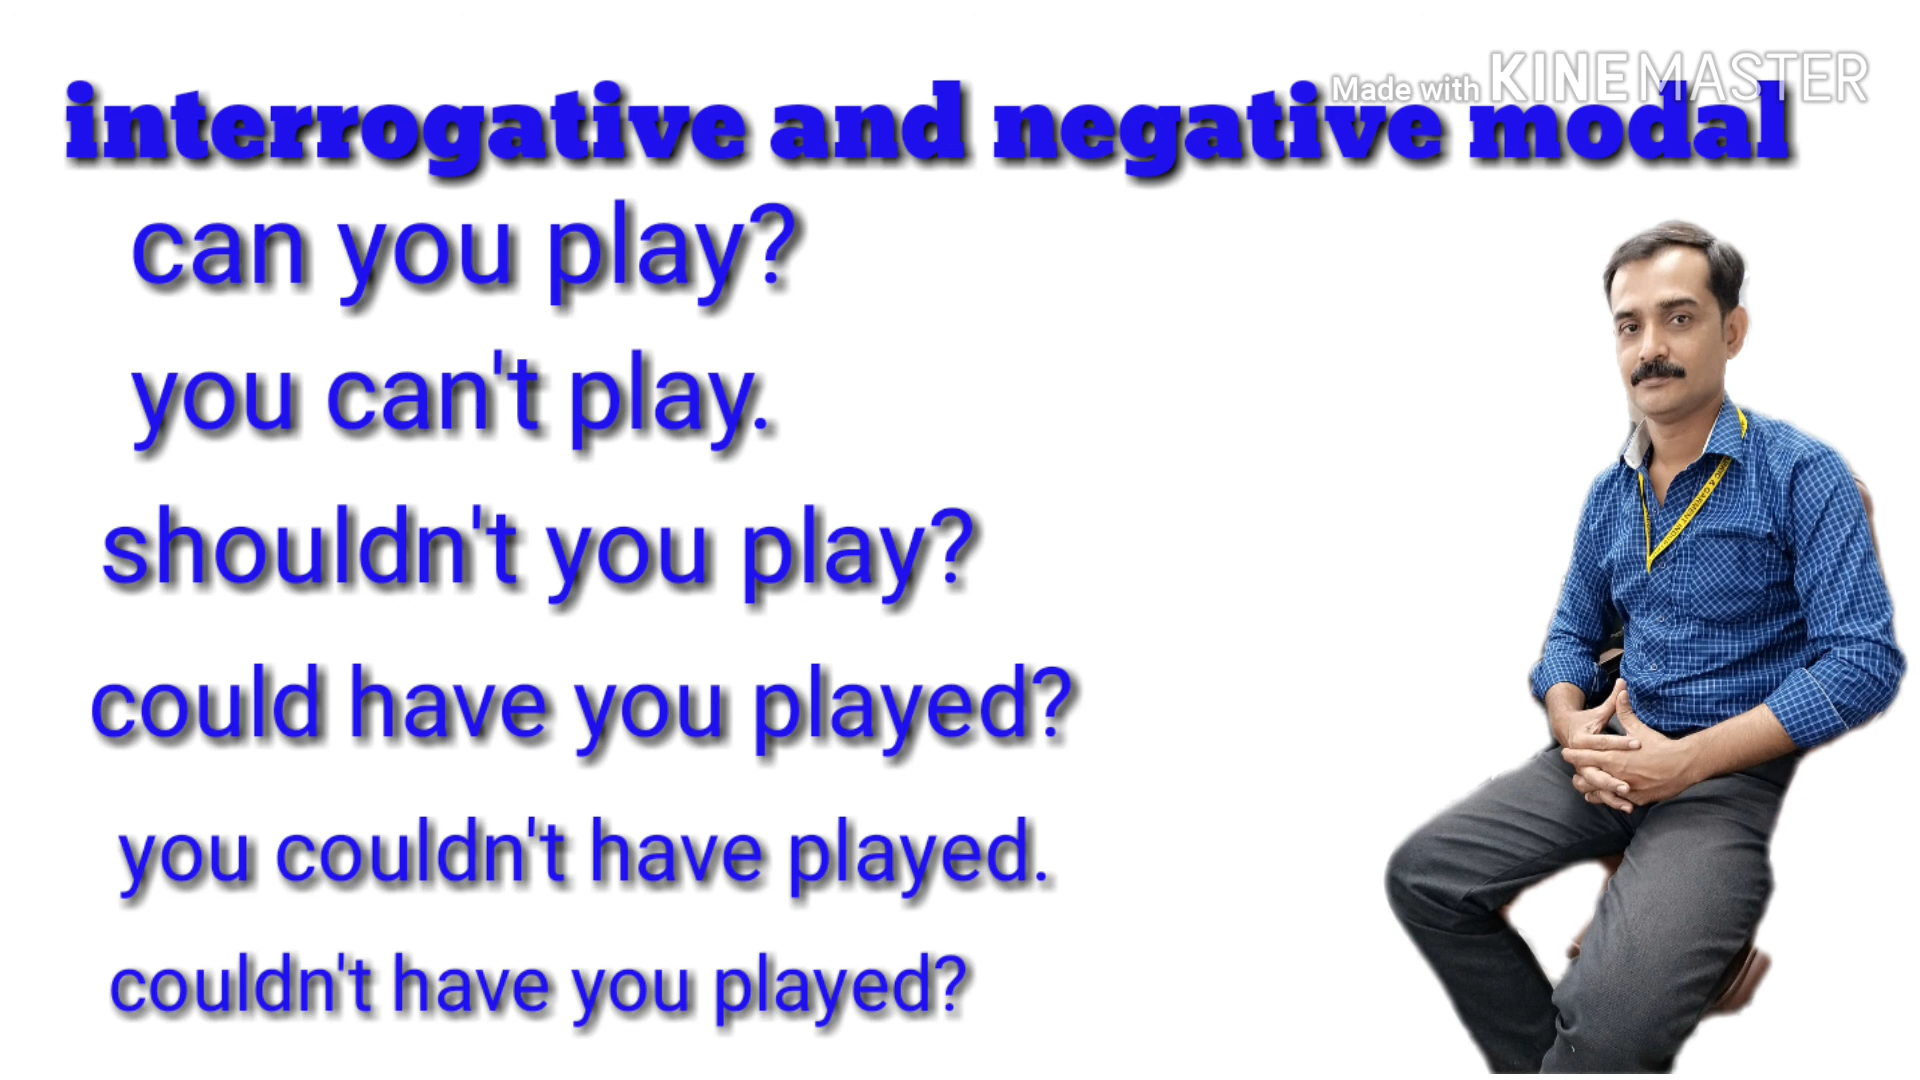 Made with KINEMASTER
interrogative and negative modal
can you play?
you can't play.
shouldn't you play?
could have you played?
you couldn't have played.
couldn't have you played?